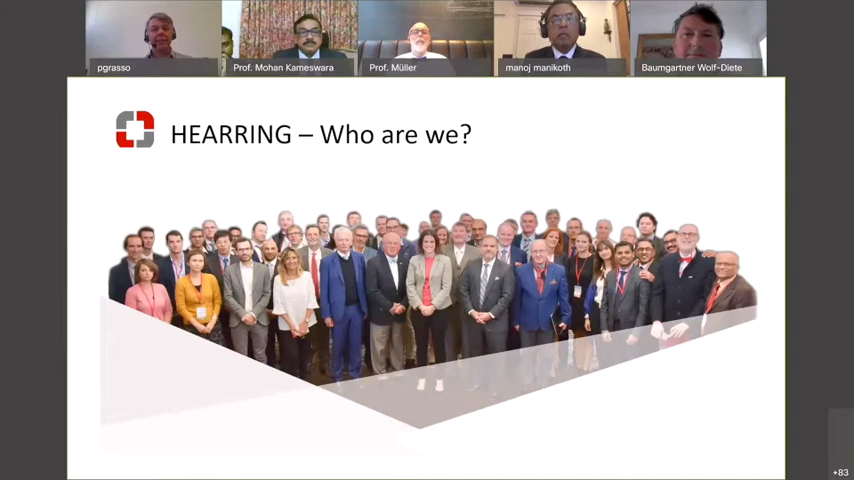 pgrasso
Prof. Mohan Kameswara
Prof. Müller
manoj manikoth
Baumgartner Wolf-Diete
HEARRING – Who are we?
+83